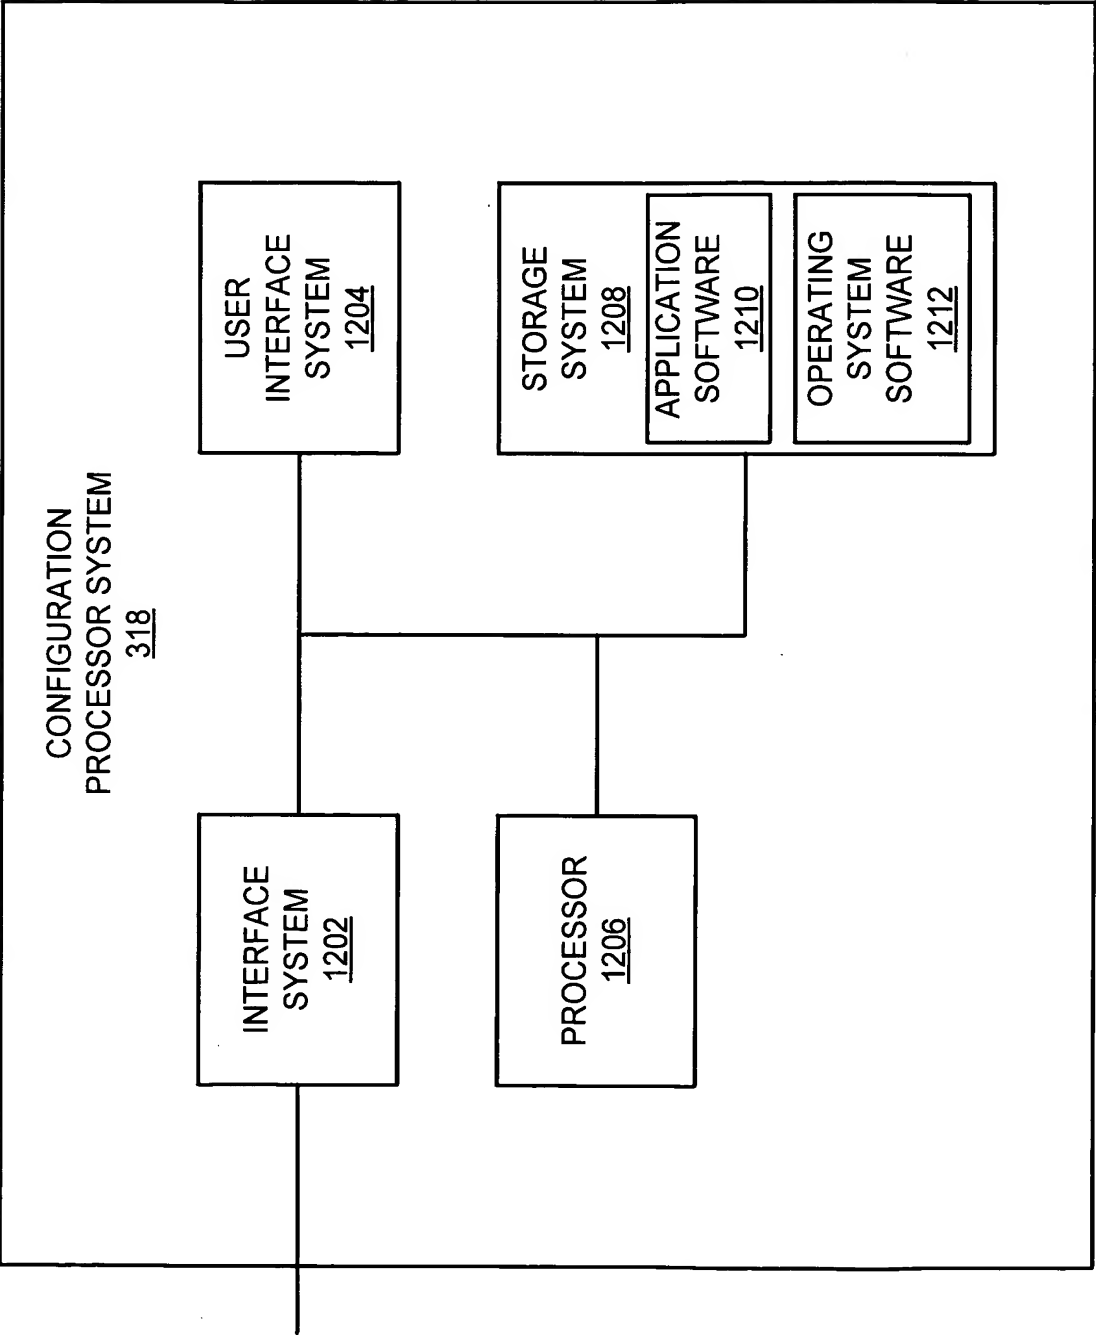 CONFIGURATION
PROCESSOR SYSTEM
318
INTERFACE
SYSTEM
1202
USER
INTERFACE
SYSTEM
1204
PROCESSOR
1206
STORAGE
SYSTEM
1208
APPLICATION
SOFTWARE
1210
OPERATING
SYSTEM
SOFTWARE
1212